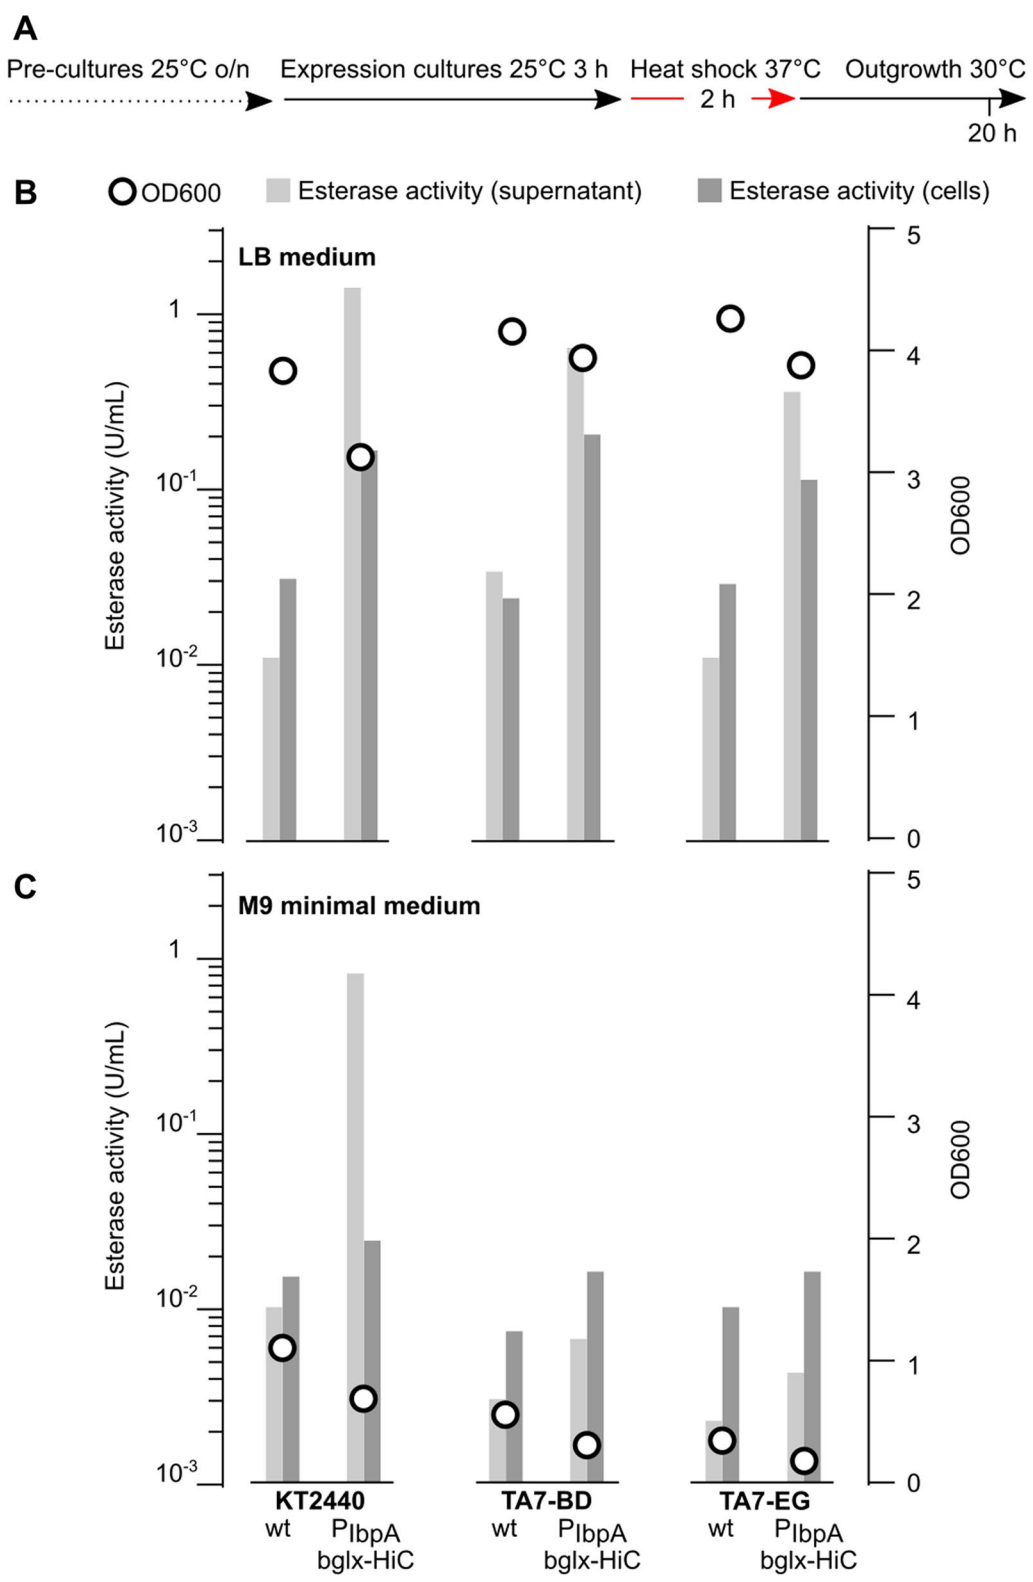 A
Pre-cultures 25°C o/n Expression cultures 25°C 3 h Heat shock 37°C Outgrowth 30°C
2 h
20 h
B OD600 Esterase activity (supernatant) Esterase activity (cells)
LB medium
5
1
4
10-1
3
10-2
2
1
10-3
0
Esterase activity (U/mL)
OD600
C
M9 minimal medium
5
1
4
10-1
3
2
10-2
1
10-3
0
Esterase activity (U/mL)
OD600
KT2440 TA7-BD TA7-EG
wt PIbpA wt PIbpA wt PIbpA
bglx-HiC bglx-HiC bglx-HiC